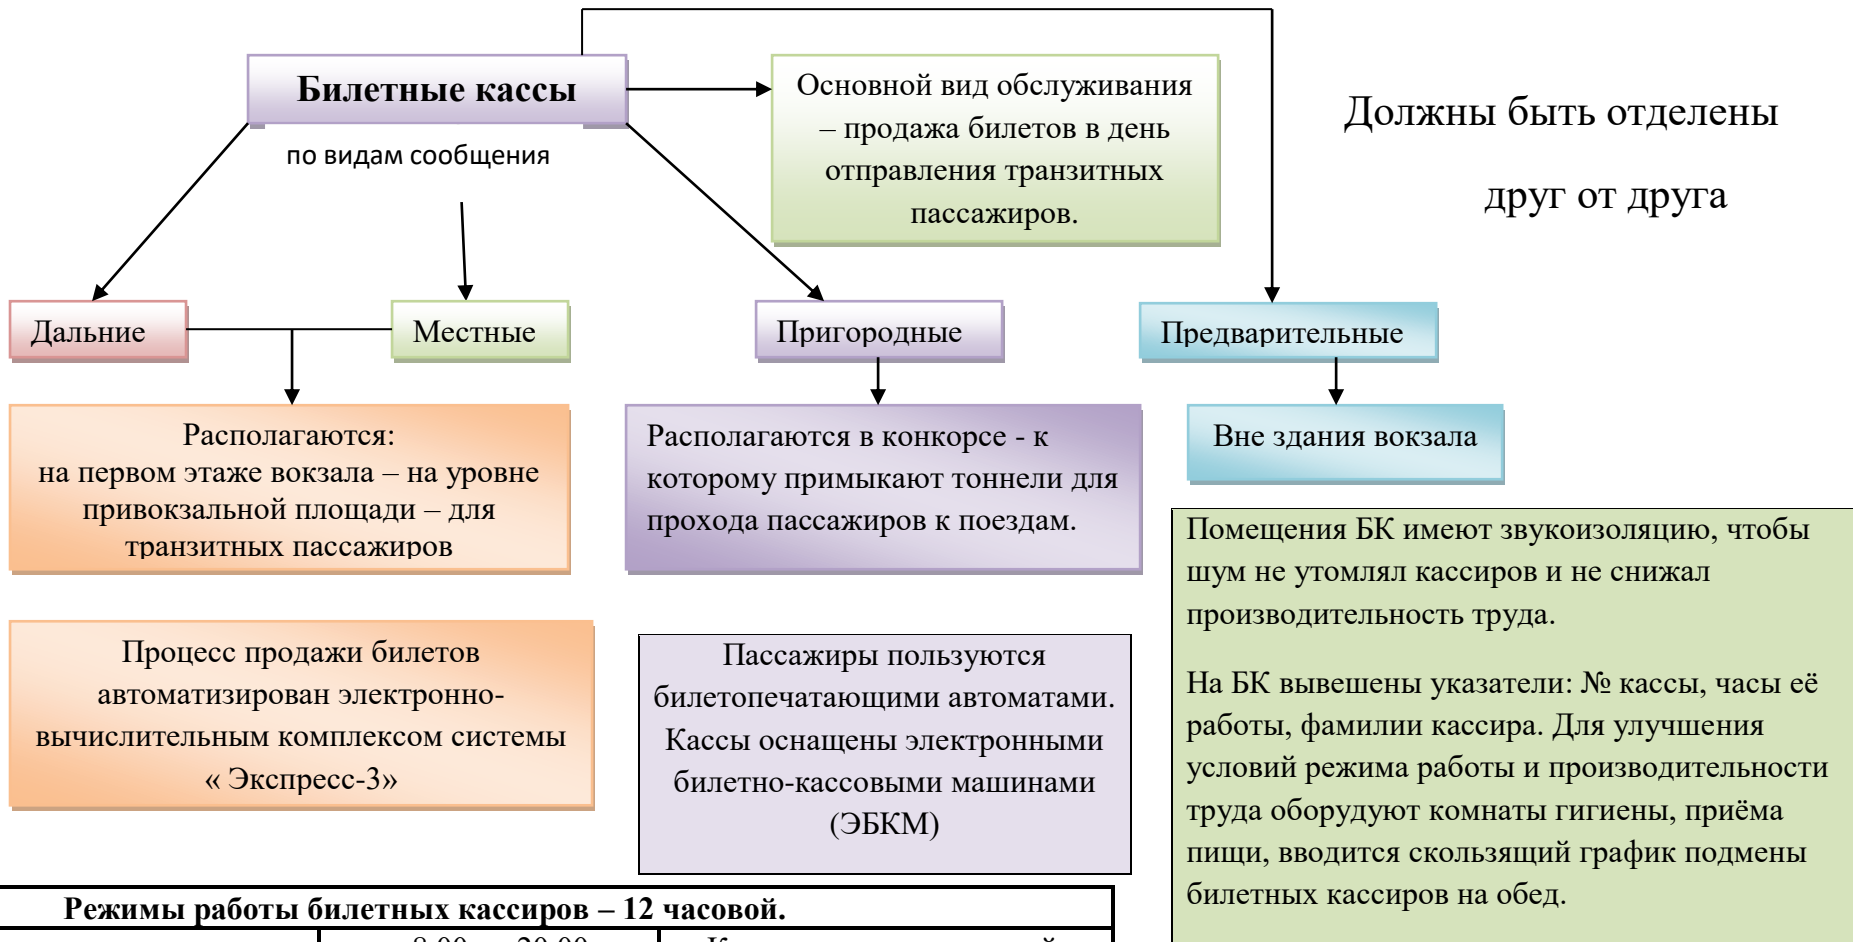 Билетные кассы
по видам сообщения
Основной вид обслуживания
– продажа билетов в день
отправления транзитных
пассажиров.
Должны быть отделены
друг от друга
Дальние
Местные
Пригородные
Предварительные
Располагаются:
на первом этаже вокзала – на уровне
привокзальной площади – для
транзитных пассажиров
Располагаются в конкорсе - к
которому примыкают тоннели для
прохода пассажиров к поездам.
Вне здания вокзала
Процесс продажи билетов
автоматизирован электронно-
вычислительным комплексом системы
« Экспресс-3»
Пассажиры пользуются
билетопечатающими автоматами.
Кассы оснащены электронными
билетно-кассовыми машинами
(ЭБКМ)
Помещения БК имеют звукоизоляцию, чтобы
шум не утомлял кассиров и не снижал
производительность труда.
На БК вывешены указатели: № кассы, часы её
работы, фамилии кассира. Для улучшения
условий режима работы и производительности
труда оборудуют комнаты гигиены, приёма
пищи, вводится скользящий график подмены
билетных кассиров на обед.
Режимы работы билетных кассиров – 12 часовой.